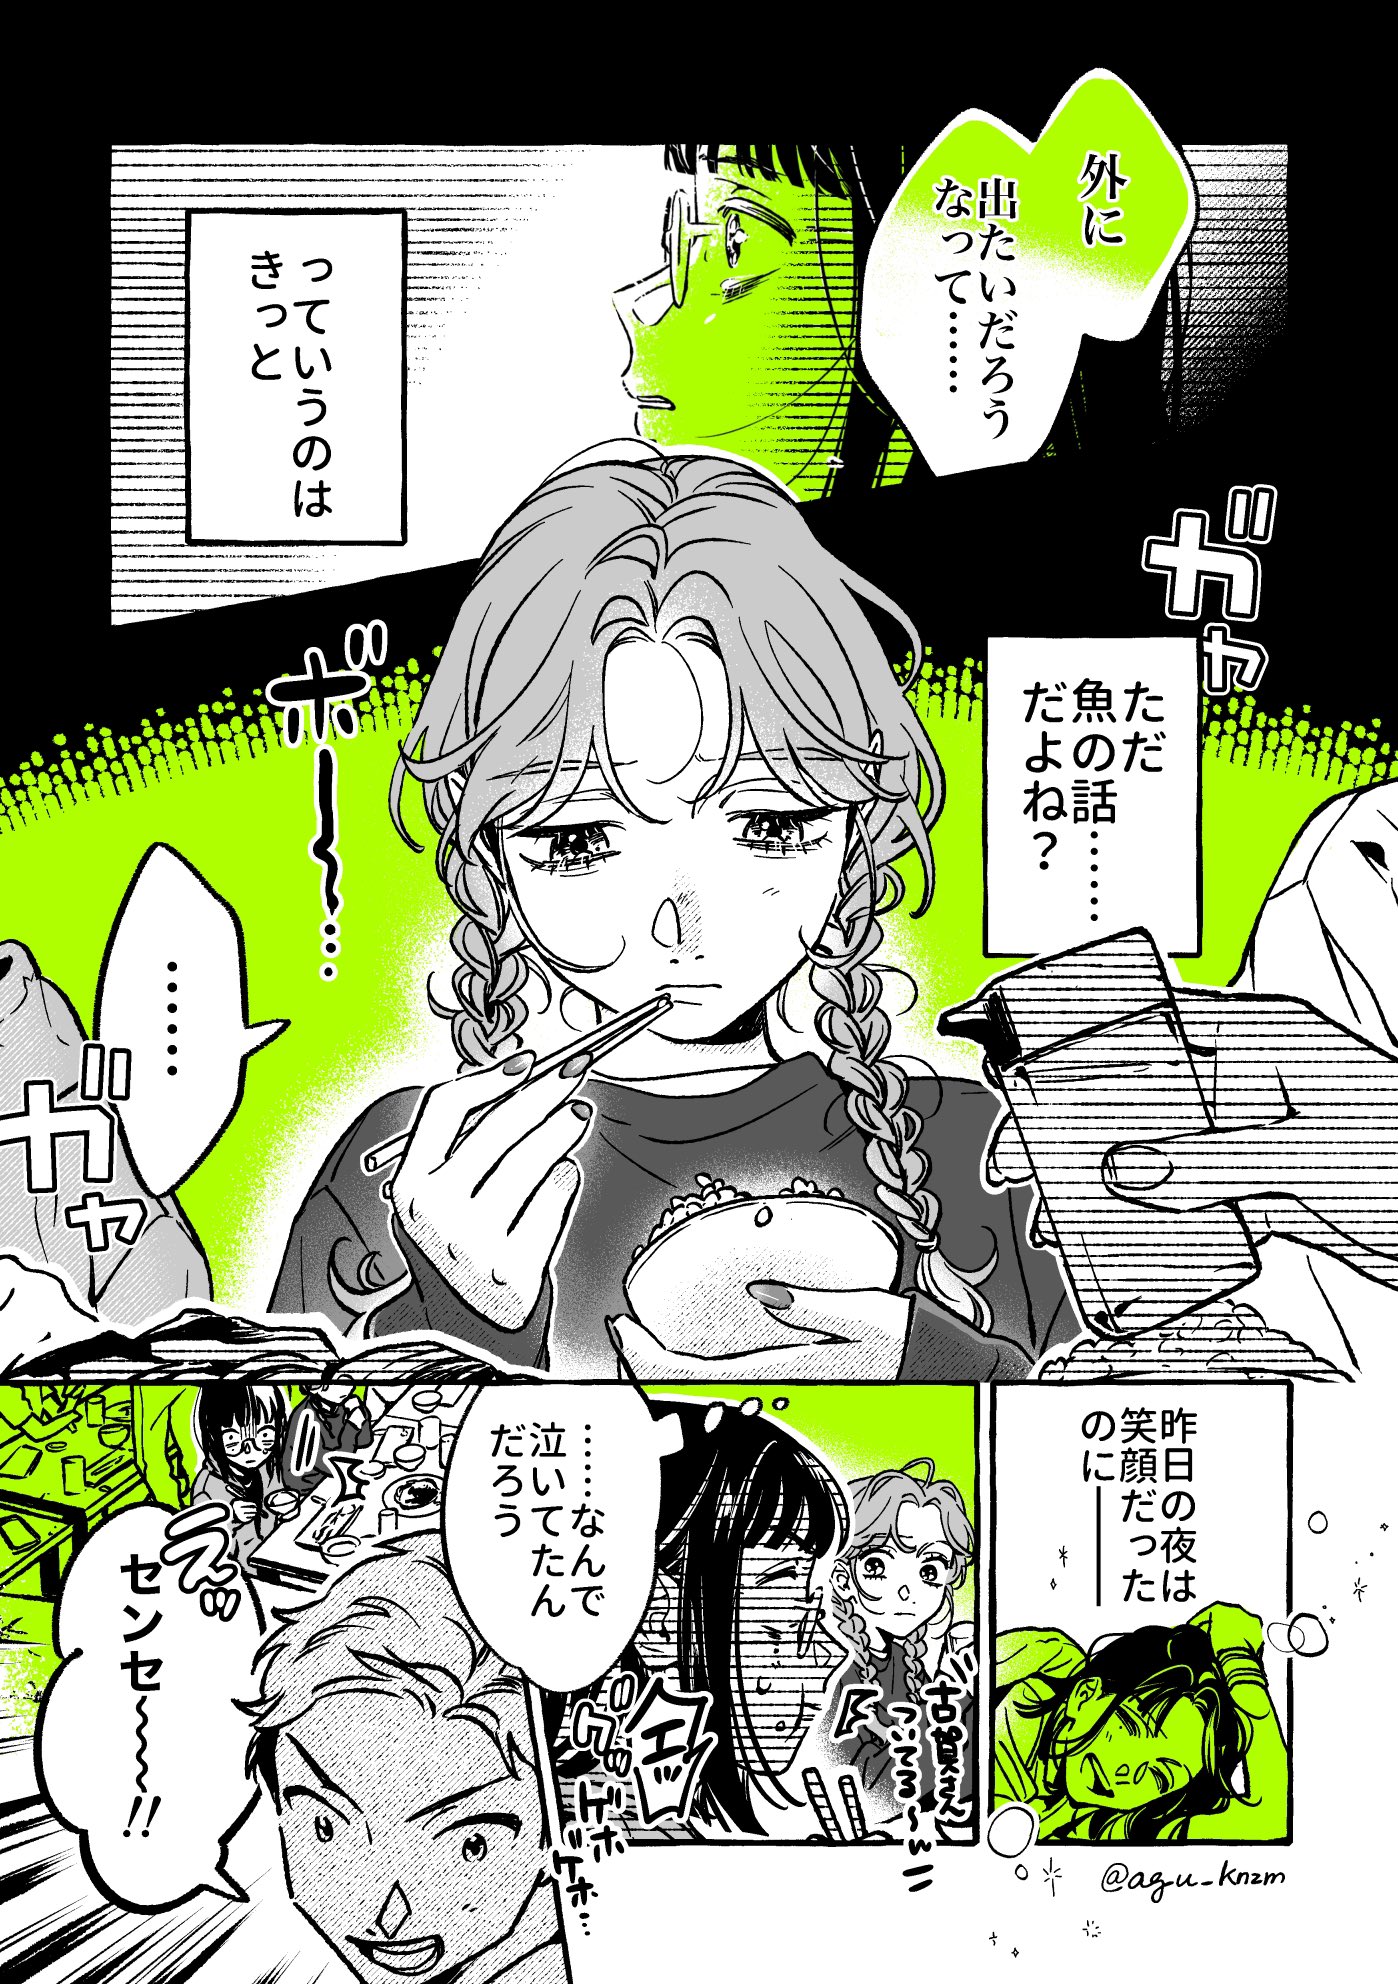 外に
出たいだろう
なって……
っていうのは
きっと
ガヤ
ただ
魚の話……
だよね？
ボーーー…
……
ガヤ
昨日の夜は
笑顔だった
のに――
古賀さん
ついてる〜w
エッ
グッ
ゲホ
ゲホ…
……なんで
泣いてたん
だろう
センセ〜〜〜!!
@agu_knzm